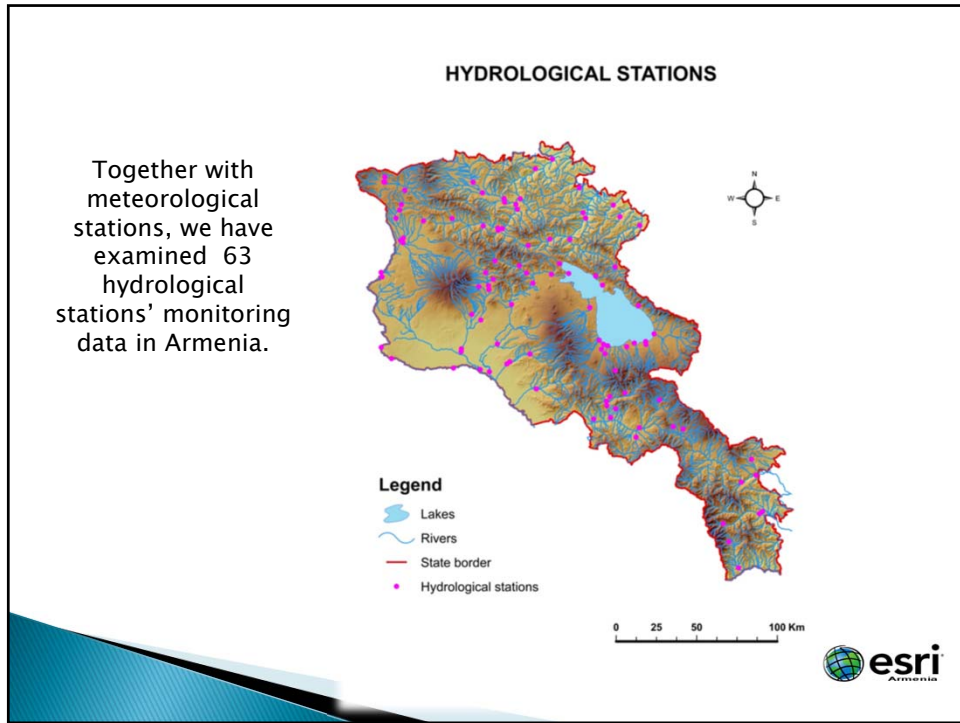 HYDROLOGICAL STATIONS
Together with
meteorological
stations, we have
examined 63
hydrological
stations’ monitoring
data in Armenia.
N
W E
S
Legend
Lakes
Rivers
State border
Hydrological stations
0 25 50 100 Km
esri
Armenia